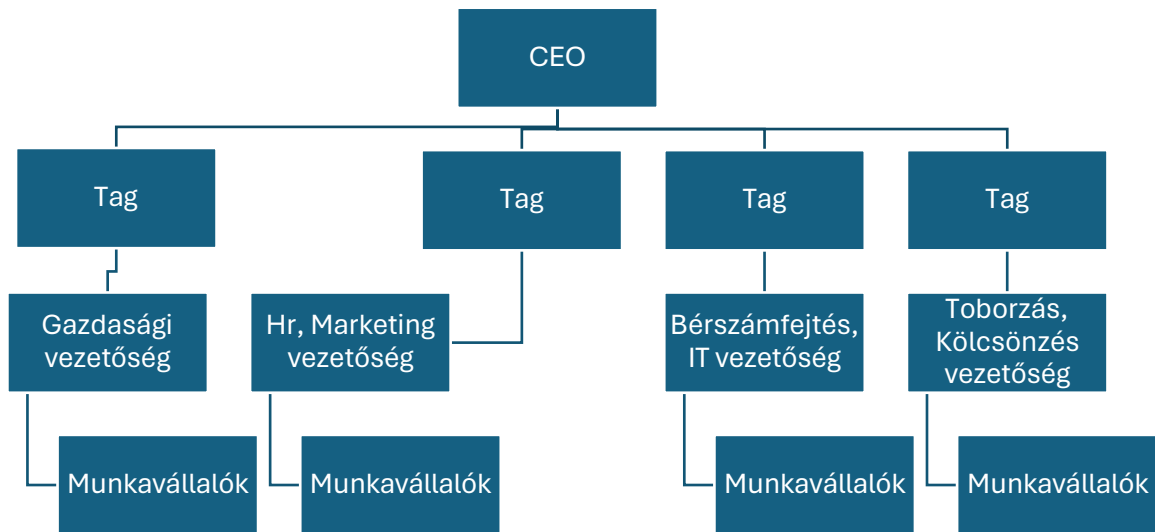 CEO
Tag
Tag
Tag
Tag
Gazdasági
vezetőség
Hr, Marketing
vezetőség
Bérszámfejtés,
IT vezetőség
Toborzás,
Kölcsönzés
vezetőség
Munkavállalók
Munkavállalók
Munkavállalók
Munkavállalók